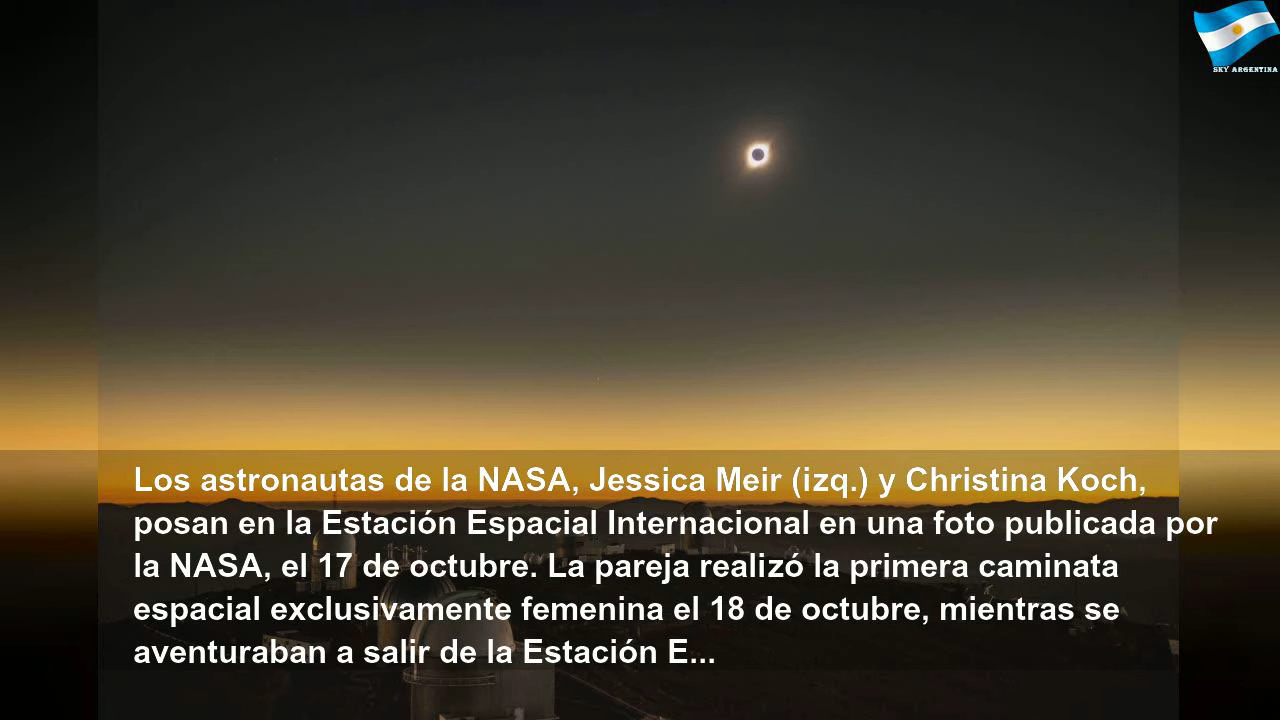 SKY ARGENTINA
Los astronautas de la NASA, Jessica Meir (izq.) y Christina Koch,
posan en la Estación Espacial Internacional en una foto publicada por
la NASA, el 17 de octubre. La pareja realizó la primera caminata
espacial exclusivamente femenina el 18 de octubre, mientras se
aventuraban a salir de la Estación E...